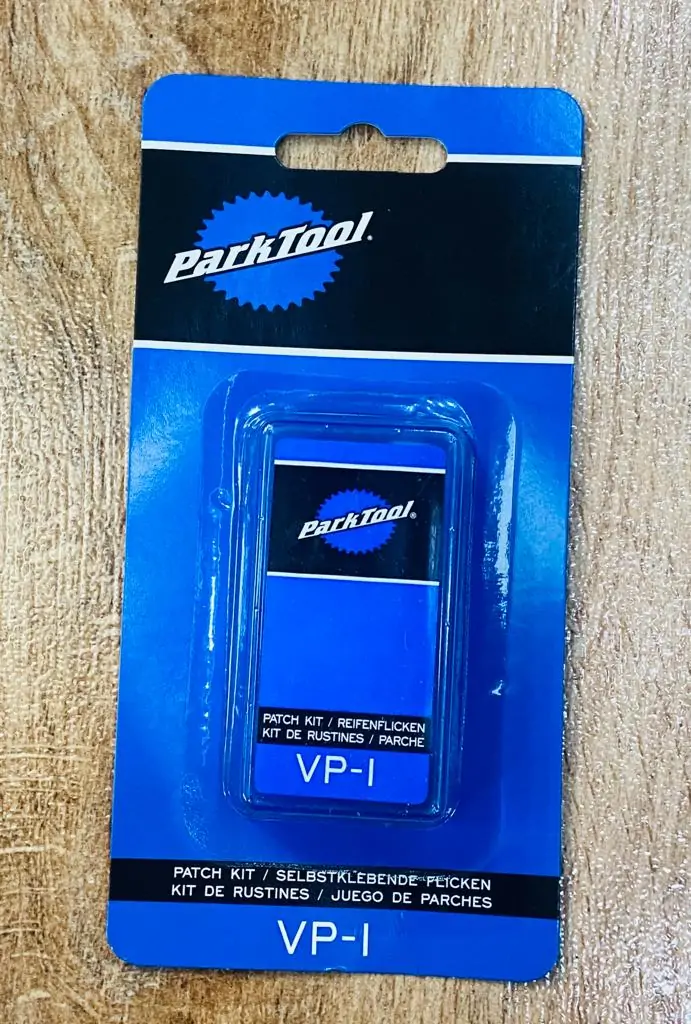 ParkTool®
ParkTool®
PATCH KIT / REIFENFLICKEN
KIT DE RUSTINES / PARCHE
VP-1
PATCH KIT / SELBSTKLEBENDE FLICKEN
KIT DE RUSTINES / JUEGO DE PARCHES
VP-1